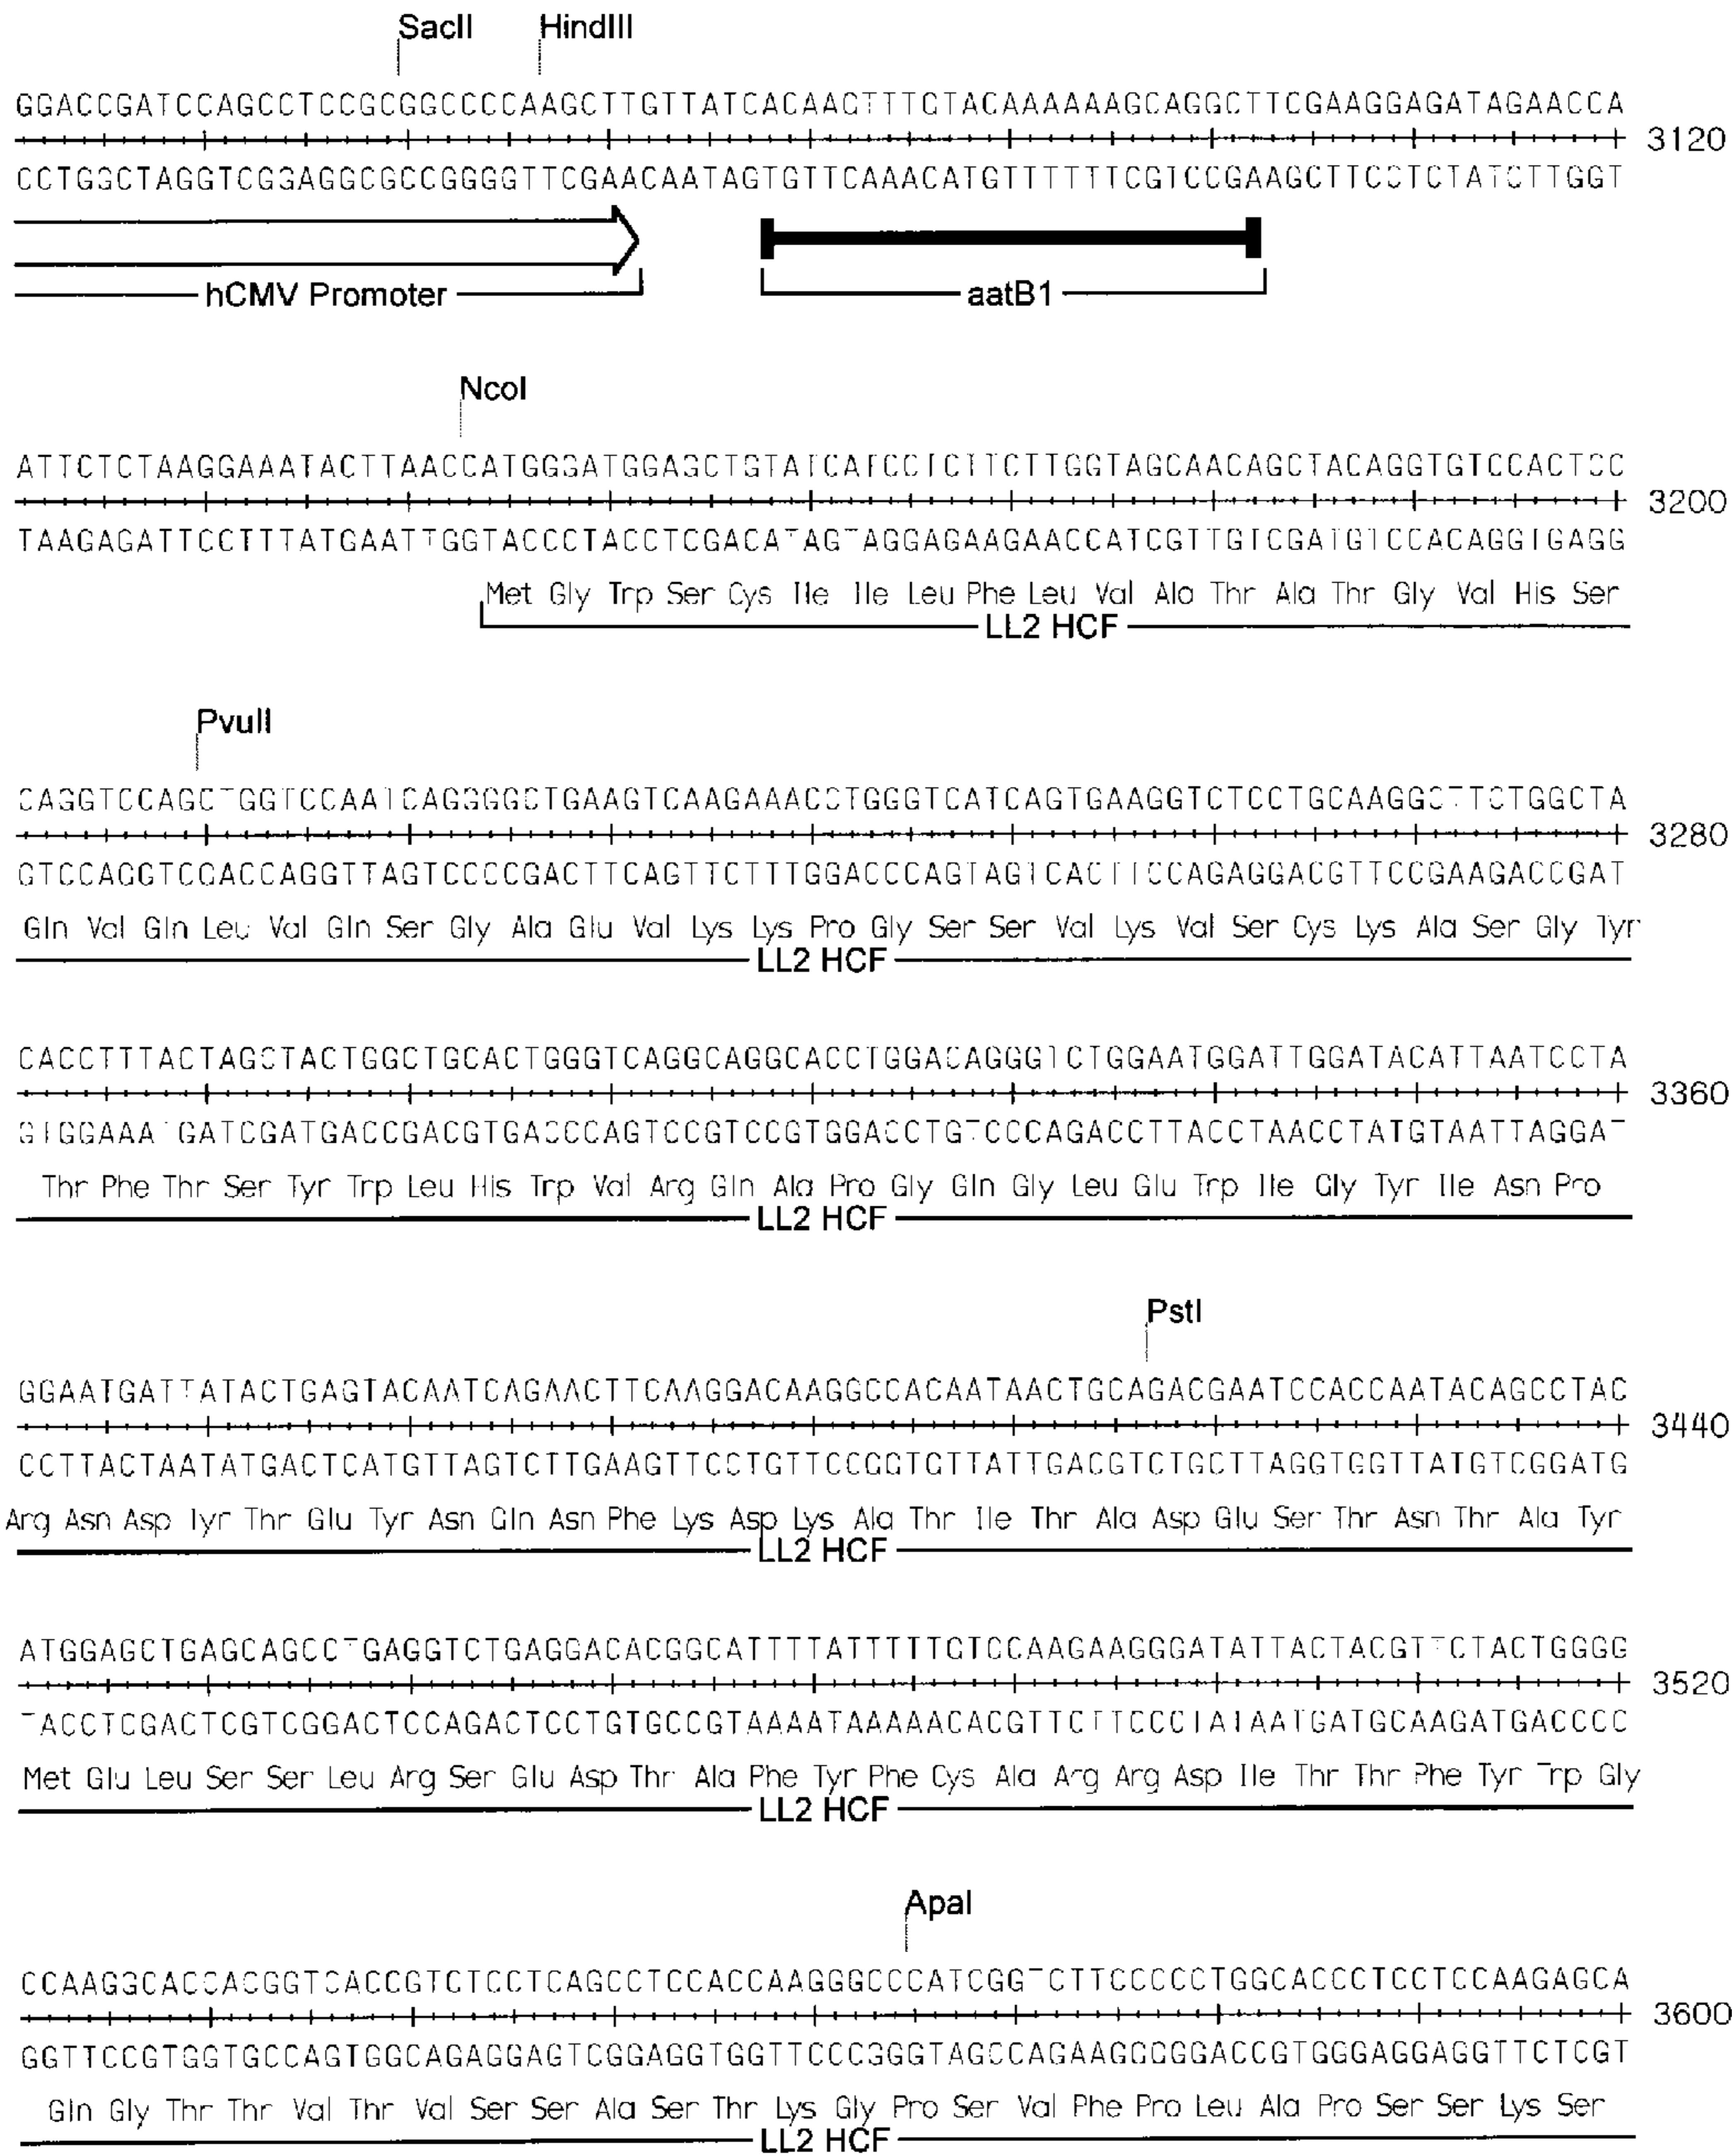 SacII HindIII
GGACCGATCCAGCCTCCGCGGCCCCAAGCTTGTTATCACAAGTTTGTACAAAAAAGCAGGCTTCGAAGGAGATAGAACCA
3120
CCTGGCTAGGTCGGAGGCGCCGGGGTTCGAACAATAGTGTTCAAACATGTTTTTTCGTCCGAAGCTTCCTCTATCTTGGT
hCMV Promoter aatB1
NcoI
ATTCTCTAAGGAAATACTTAACCATGGGATGGAGCTGTATCATCCTCTTCTTGGTAGCAACAGCTACAGGTGTCCACTCC
3200
TAAGAGATTCCTTTATGAATTGGTACCCTACCTCGACATAGTAGGAGAAGAACCATCGTTGTCGATGTCCACAGGTGAGG
Met Gly Trp Ser Cys Ile Ile Leu Phe Leu Val Ala Thr Ala Thr Gly Val His Ser
LL2 HCF
PvuII
CAGGTCCAGCTGGTCCAATCAGGGGCTGAAGTCAAGAAACCTGGGTCATCAGTGAAGGTCTCCTGCAAGGCTTCTGGCTA
3280
GTCCAGGTCGACCAGGTTAGTCCCCGACTTCAGTTCTTTGGACCCAGTAGTCACTTCCAGAGGACGTTCCGAAGACCGAT
Gln Val Gln Leu Val Gln Ser Gly Ala Glu Val Lys Lys Pro Gly Ser Ser Val Lys Val Ser Cys Lys Ala Ser Gly Tyr
LL2 HCF
CACCTTTACTAGCTACTGGCTGCACTGGGTCAGGCAGGCACCTGGACAGGGTCTGGAATGGATTGGATACATTAATCCTA
3360
GTGGAAATGATCGATGACCGACGTGACCCAGTCCGTCCGTGGACCTGTCCCAGACCTTACCTAACCTATGTAATTAGGAT
Thr Phe Thr Ser Tyr Trp Leu His Trp Val Arg Gln Ala Pro Gly Gln Gly Leu Glu Trp Ile Gly Tyr Ile Asn Pro
LL2 HCF
PstI
GGAATGATTATACTGAGTACAATCAGAACTTCAAGGACAAGGCCACAATAACTGCAGACGAATCCACCAATACAGCCTAC
3440
CCTTACTAATATGACTCATGTTAGTCTTGAAGTTCCTGTTCCGGTGTTATTGACGTCTGCTTAGGTGGTTATGTCGGATG
Arg Asn Asp Tyr Thr Glu Tyr Asn Gln Asn Phe Lys Asp Lys Ala Thr Ile Thr Ala Asp Glu Ser Thr Asn Thr Ala Tyr
LL2 HCF
ATGGAGCTGAGCAGCCTGAGGTCTGAGGACACGGCATTTTATTTTTGTGCAAGAAGGGATATTACTACGTTCTACTGGGG
3520
TACCTCGACTCGTCGGACTCCAGACTCCTGTGCCGTAAAATAAAAACACGTTCTTCCCTATAATGATGCAAGATGACCCC
Met Glu Leu Ser Ser Leu Arg Ser Glu Asp Thr Ala Phe Tyr Phe Cys Ala Arg Arg Asp Ile Thr Thr Phe Tyr Trp Gly
LL2 HCF
ApaI
CCAAGGCACCACGGTCACCGTCTCCTCAGCCTCCACCAAGGGCCCATCGGTCTTCCCCCTGGCACCCTCCTCCAAGAGCA
3600
GGTTCCGTGGTGCCAGTGGCAGAGGAGTCGGAGGTGGTTCCCGGGTAGCCAGAAGGGGGACCGTGGGAGGAGGTTCTCGT
Gln Gly Thr Thr Val Thr Val Ser Ser Ala Ser Thr Lys Gly Pro Ser Val Phe Pro Leu Ala Pro Ser Ser Lys Ser
LL2 HCF